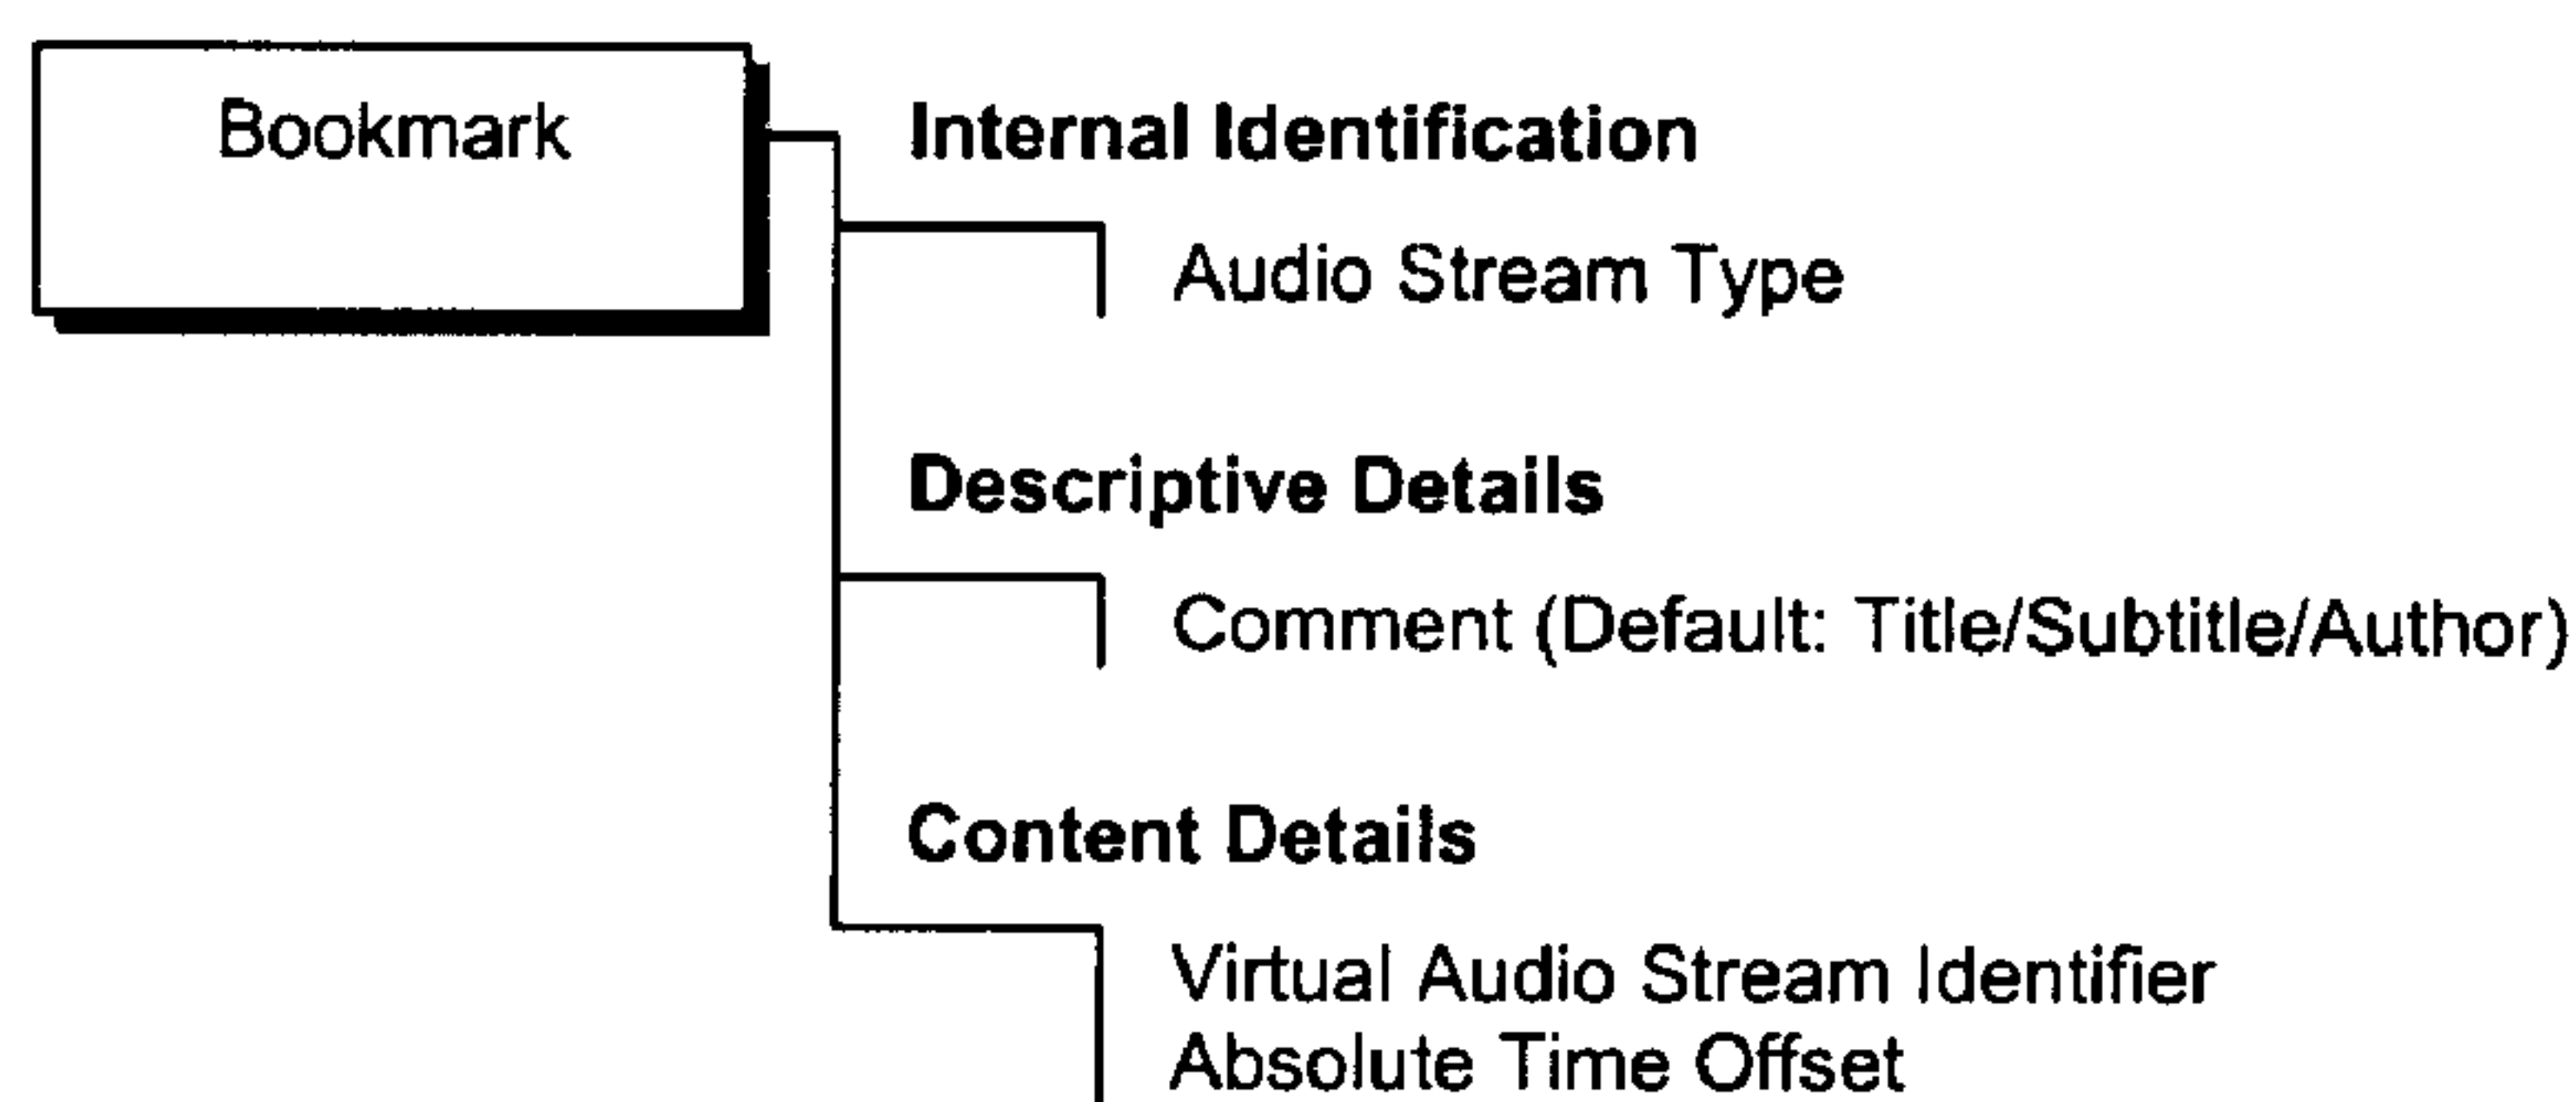 Bookmark
Internal Identification
Audio Stream Type
Descriptive Details
Comment (Default: Title/Subtitle/Author)
Content Details
Virtual Audio Stream Identifier
Absolute Time Offset